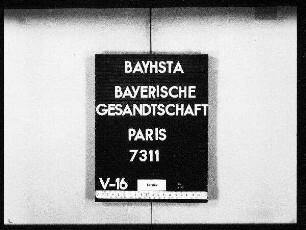 BAYHSTA
BAYERISCHE
GESANDTSCHAFT
PARIS
7311
V-16